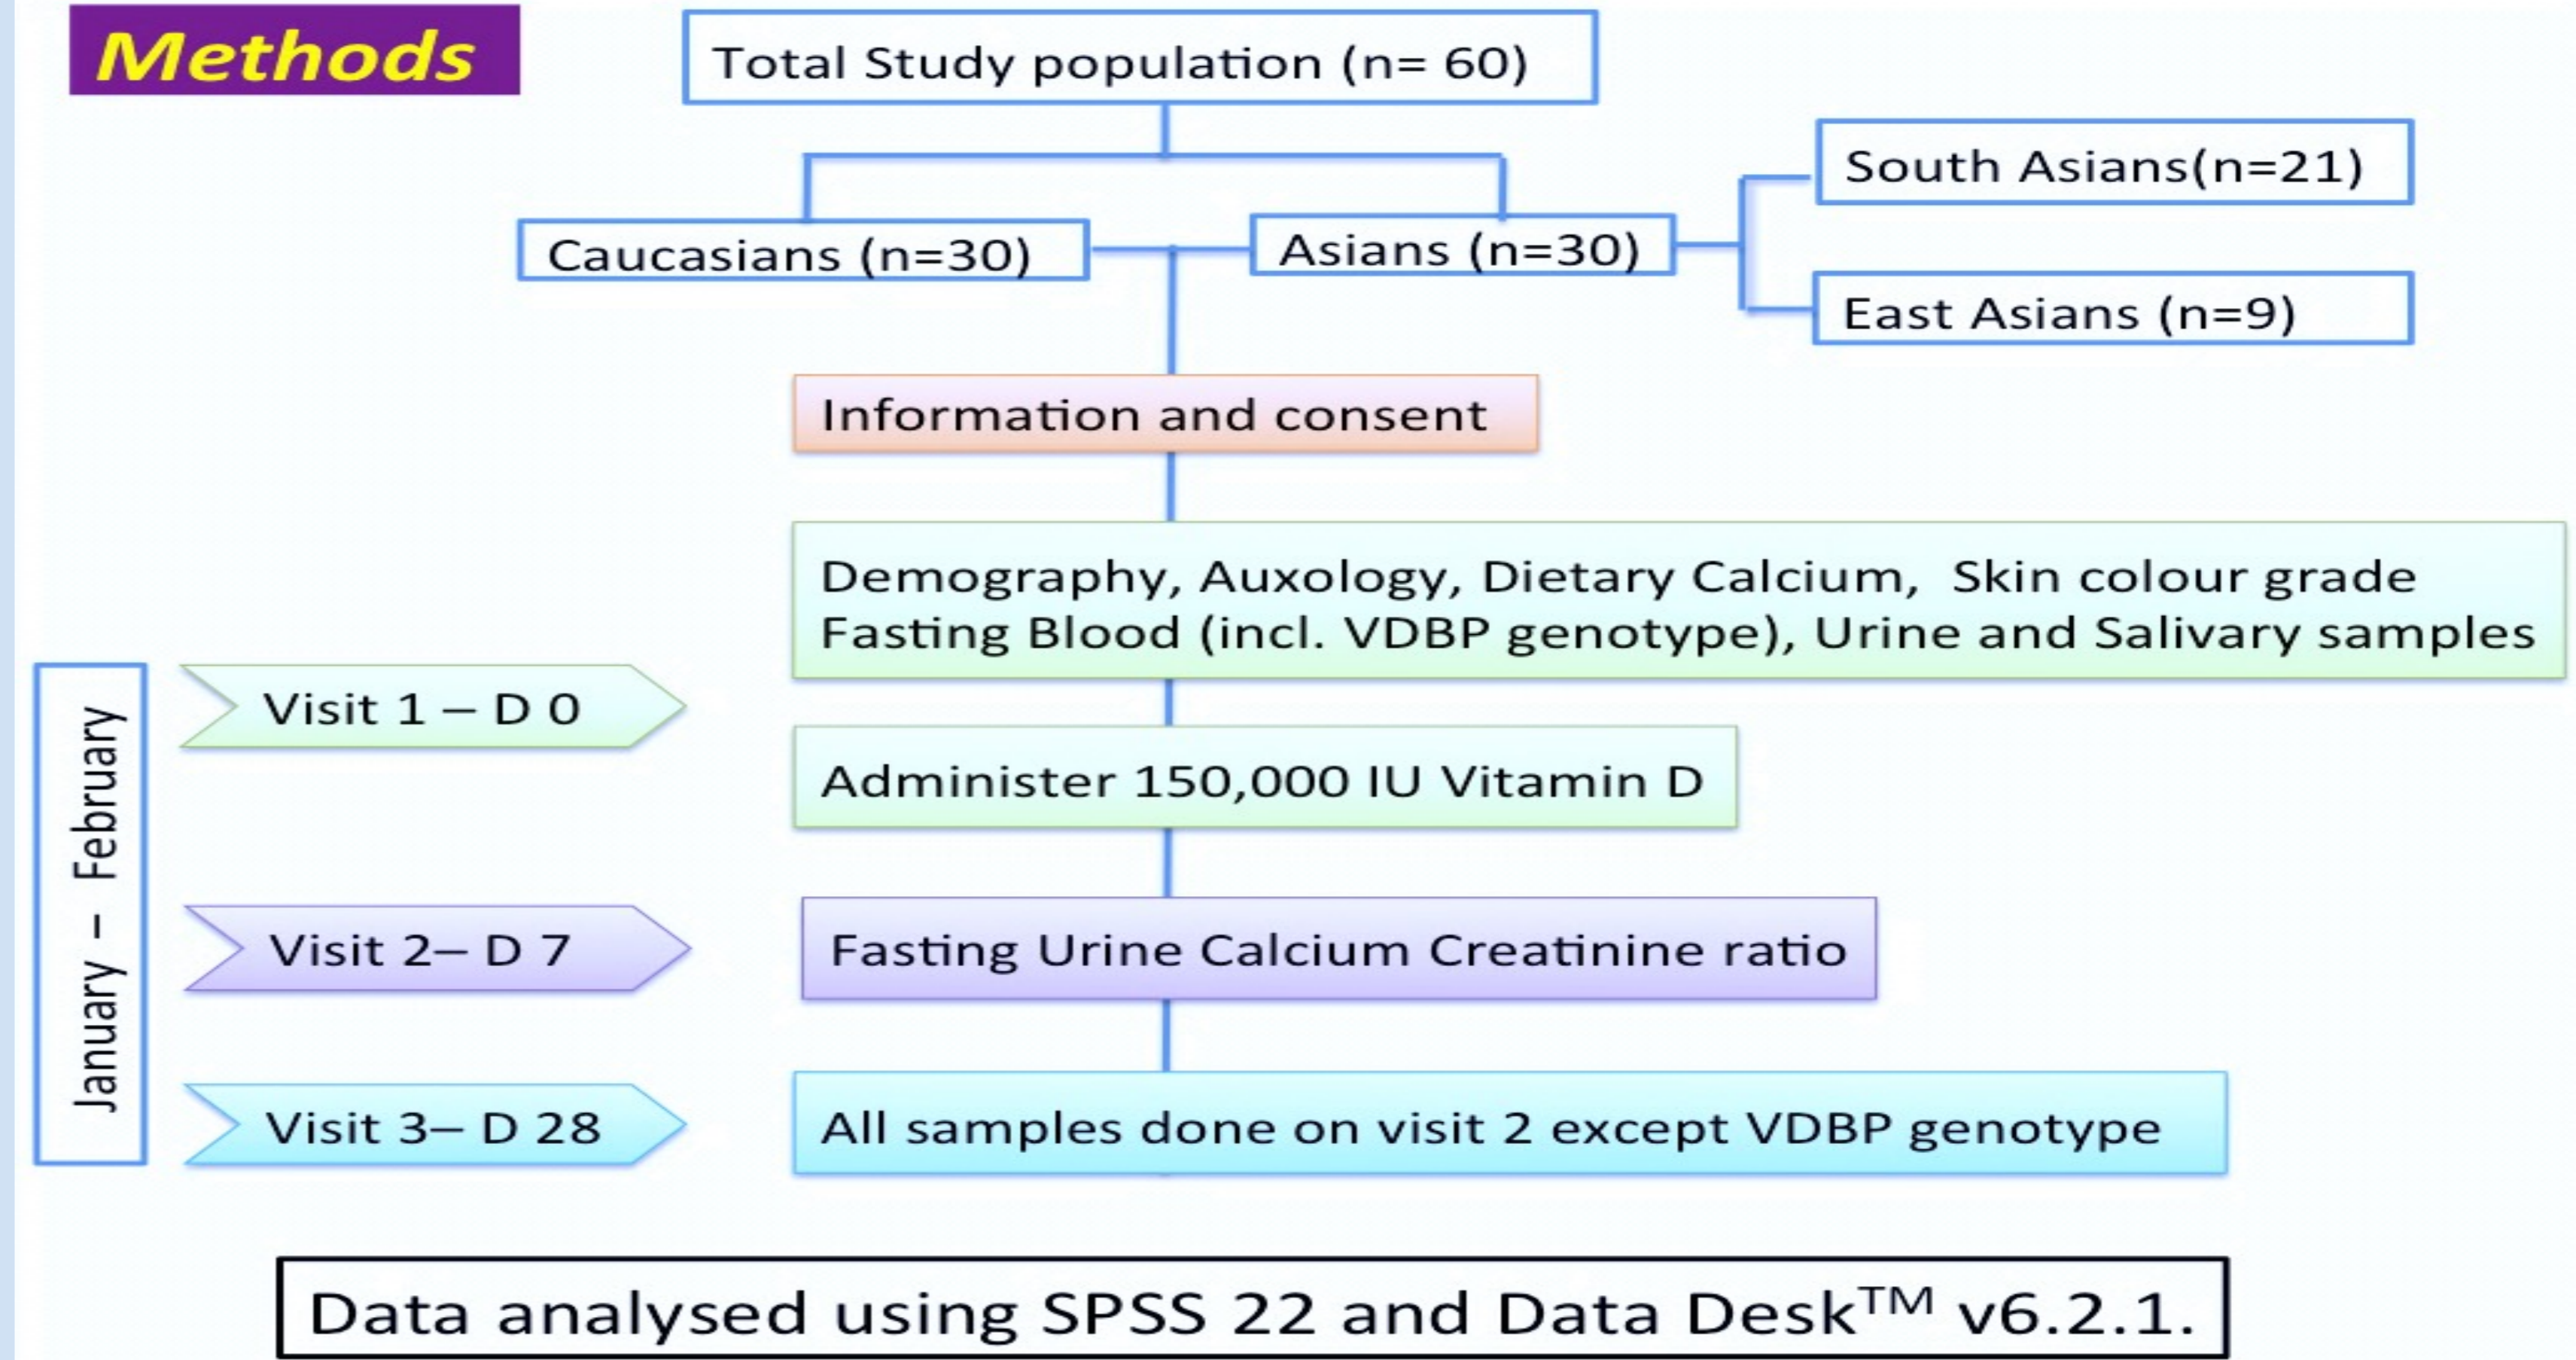 Methods
Total Study population (n= 60)
Caucasians (n=30)
Asians (n=30)
South Asians(n=21)
East Asians (n=9)
Information and consent
Demography, Auxology, Dietary Calcium, Skin colour grade
Fasting Blood (incl. VDBP genotype), Urine and Salivary samples
January – February
Visit 1 – D 0
Administer 150,000 IU Vitamin D
Visit 2– D 7
Fasting Urine Calcium Creatinine ratio
Visit 3– D 28
All samples done on visit 2 except VDBP genotype
Data analysed using SPSS 22 and Data Desk™ v6.2.1.